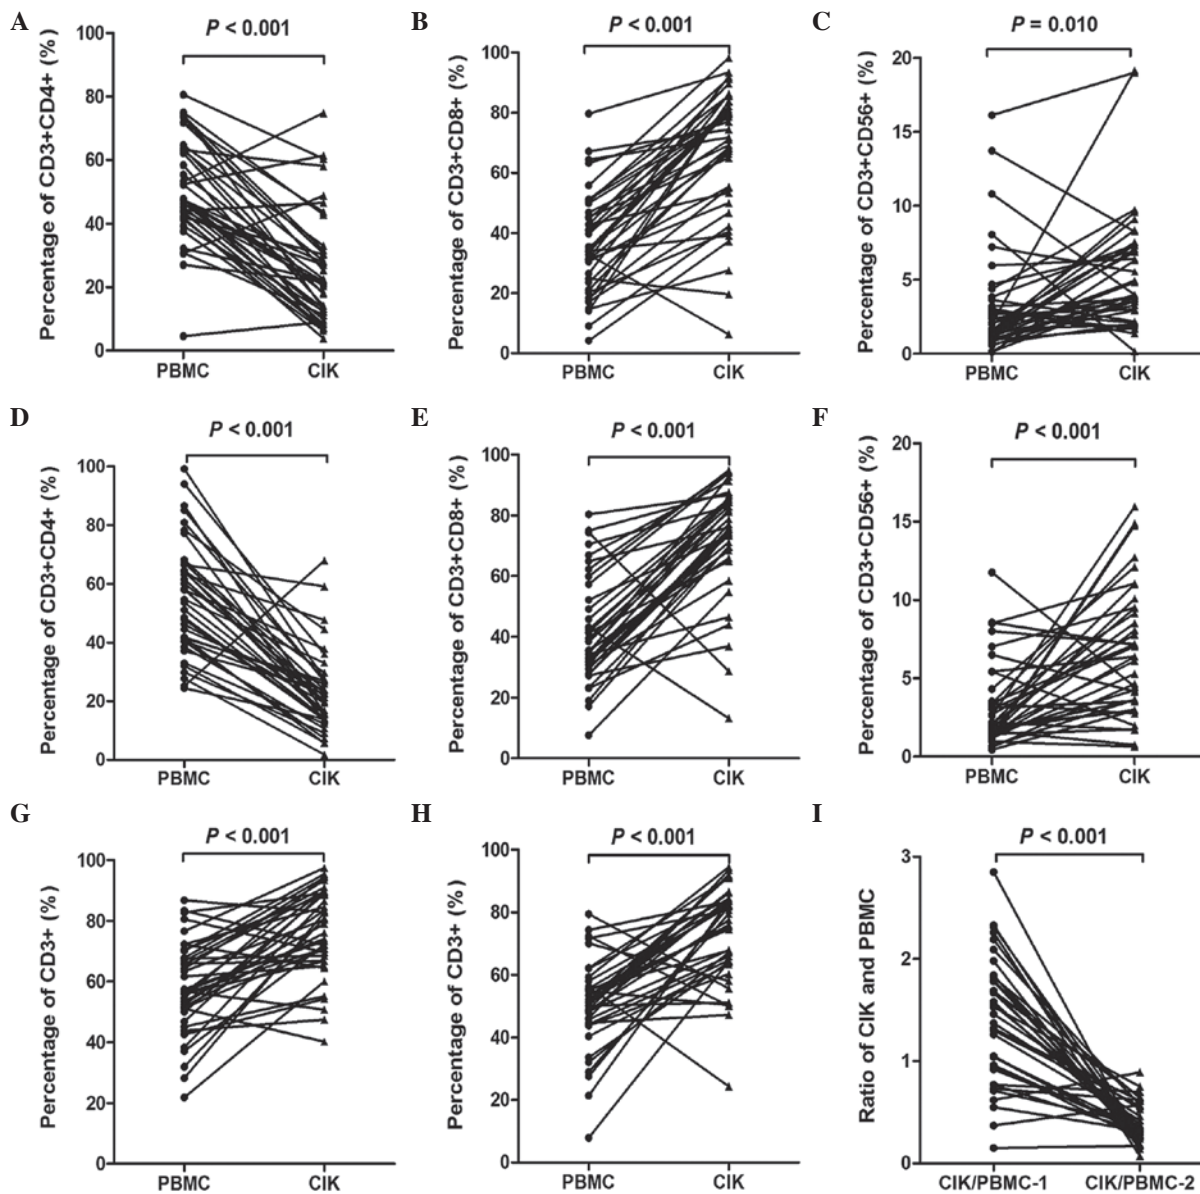 A
P < 0.001
Percentage of CD3+CD4+ (%)
100
80
60
40
20
0
PBMC
CIK
B
P < 0.001
Percentage of CD3+CD8+ (%)
100
80
60
40
20
0
PBMC
CIK
C
P = 0.010
Percentage of CD3+CD56+ (%)
20
15
10
5
0
PBMC
CIK
D
P < 0.001
Percentage of CD3+CD4+ (%)
100
80
60
40
20
0
PBMC
CIK
E
P < 0.001
Percentage of CD3+CD8+ (%)
100
80
60
40
20
0
PBMC
CIK
F
P < 0.001
Percentage of CD3+CD56+ (%)
20
15
10
5
0
PBMC
CIK
G
P < 0.001
Percentage of CD3+ (%)
100
80
60
40
20
0
PBMC
CIK
H
P < 0.001
Percentage of CD3+ (%)
100
80
60
40
20
0
PBMC
CIK
I
P < 0.001
Ratio of CIK and PBMC
3
2
1
0
CIK/PBMC-1
CIK/PBMC-2